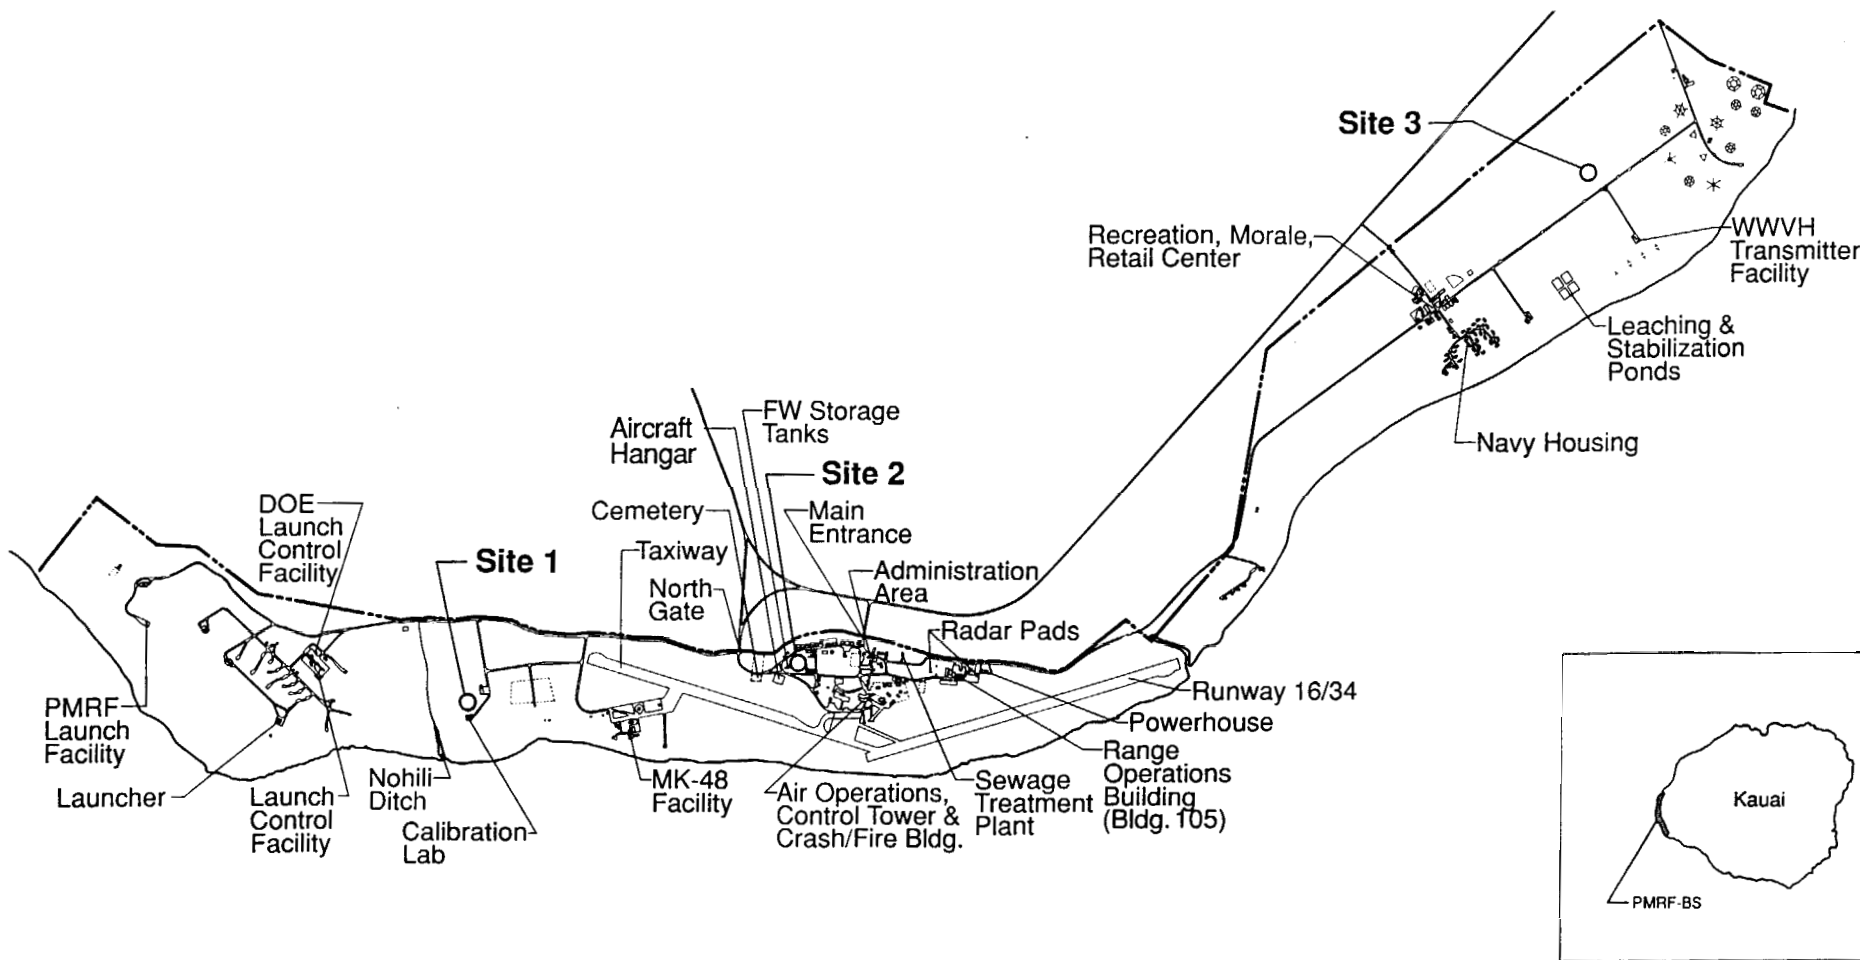 Site 3
Recreation, Morale,
Retail Center
WWVH
Transmitter
Facility
Leaching &
Stabilization
Ponds
Navy Housing
FW Storage
Tanks
Aircraft
Hangar
Site 2
Cemetery
Main
Entrance
DOE
Launch
Control
Facility
Site 1
Taxiway
North
Gate
Administration
Area
Radar Pads
PMRF
Launch
Facility
Launcher
Launch
Control
Facility
Nohili
Ditch
Calibration
Lab
MK-48
Facility
Air Operations,
Control Tower &
Crash/Fire Bldg.
Sewage
Treatment
Plant
Range
Operations
Building
(Bldg. 105)
Powerhouse
Runway 16/34
Kauai
PMRF-BS